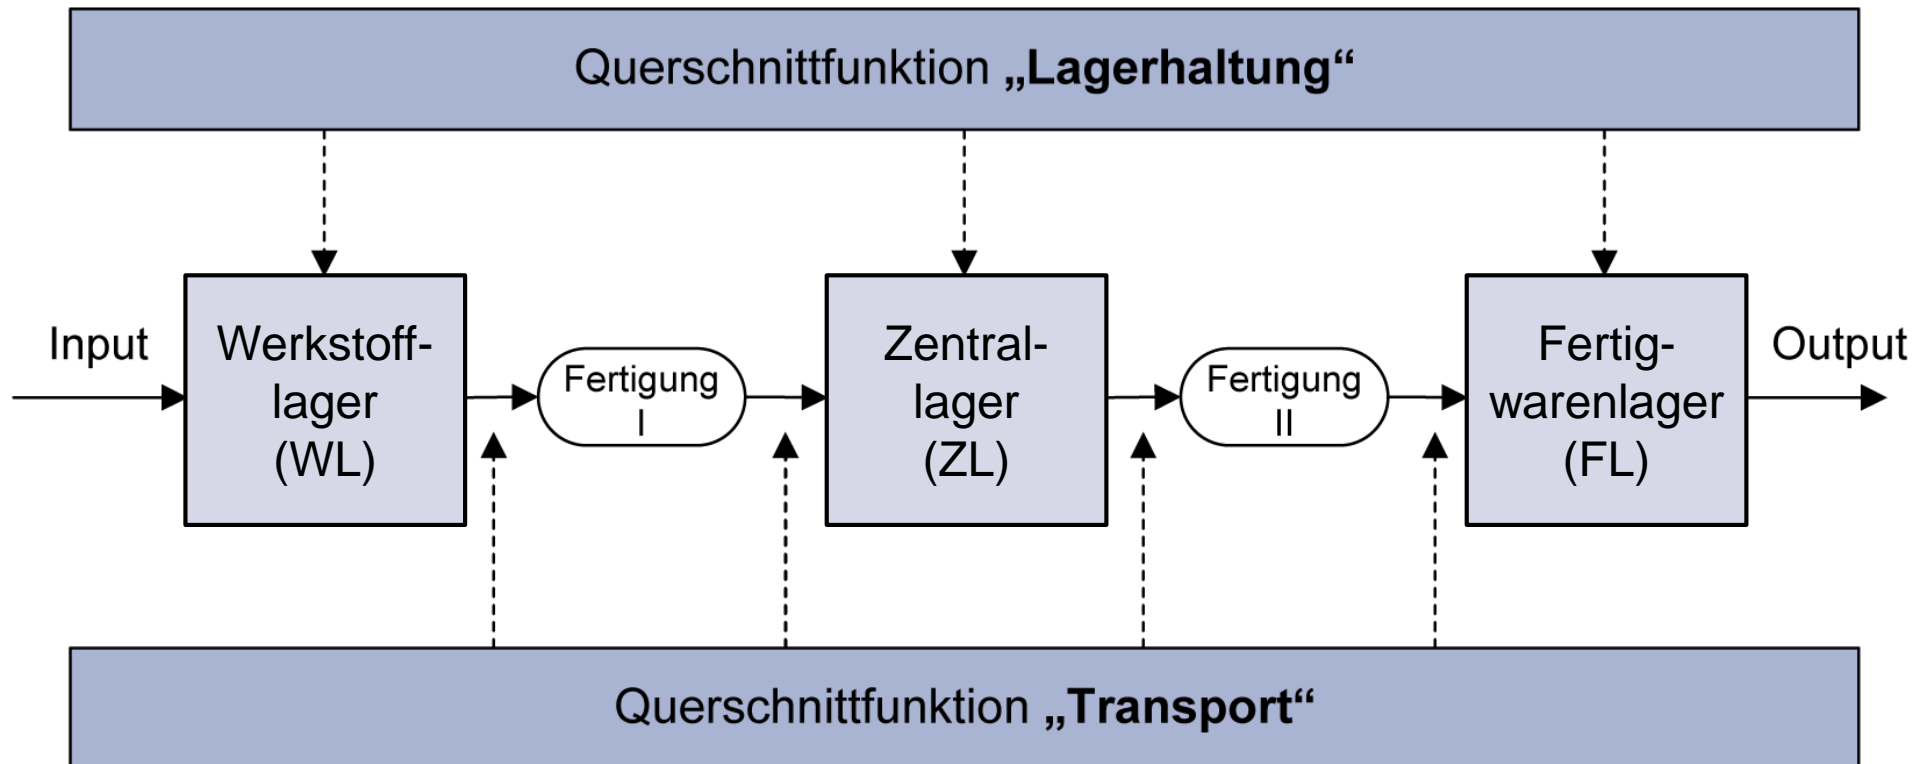 Querschnittfunktion „Lagerhaltung“
Input
Werkstoff-
lager
(WL)
Fertigung
I
Zentral-
lager
(ZL)
Fertigung
II
Fertig-
warenlager
(FL)
Output
Querschnittfunktion „Transport“